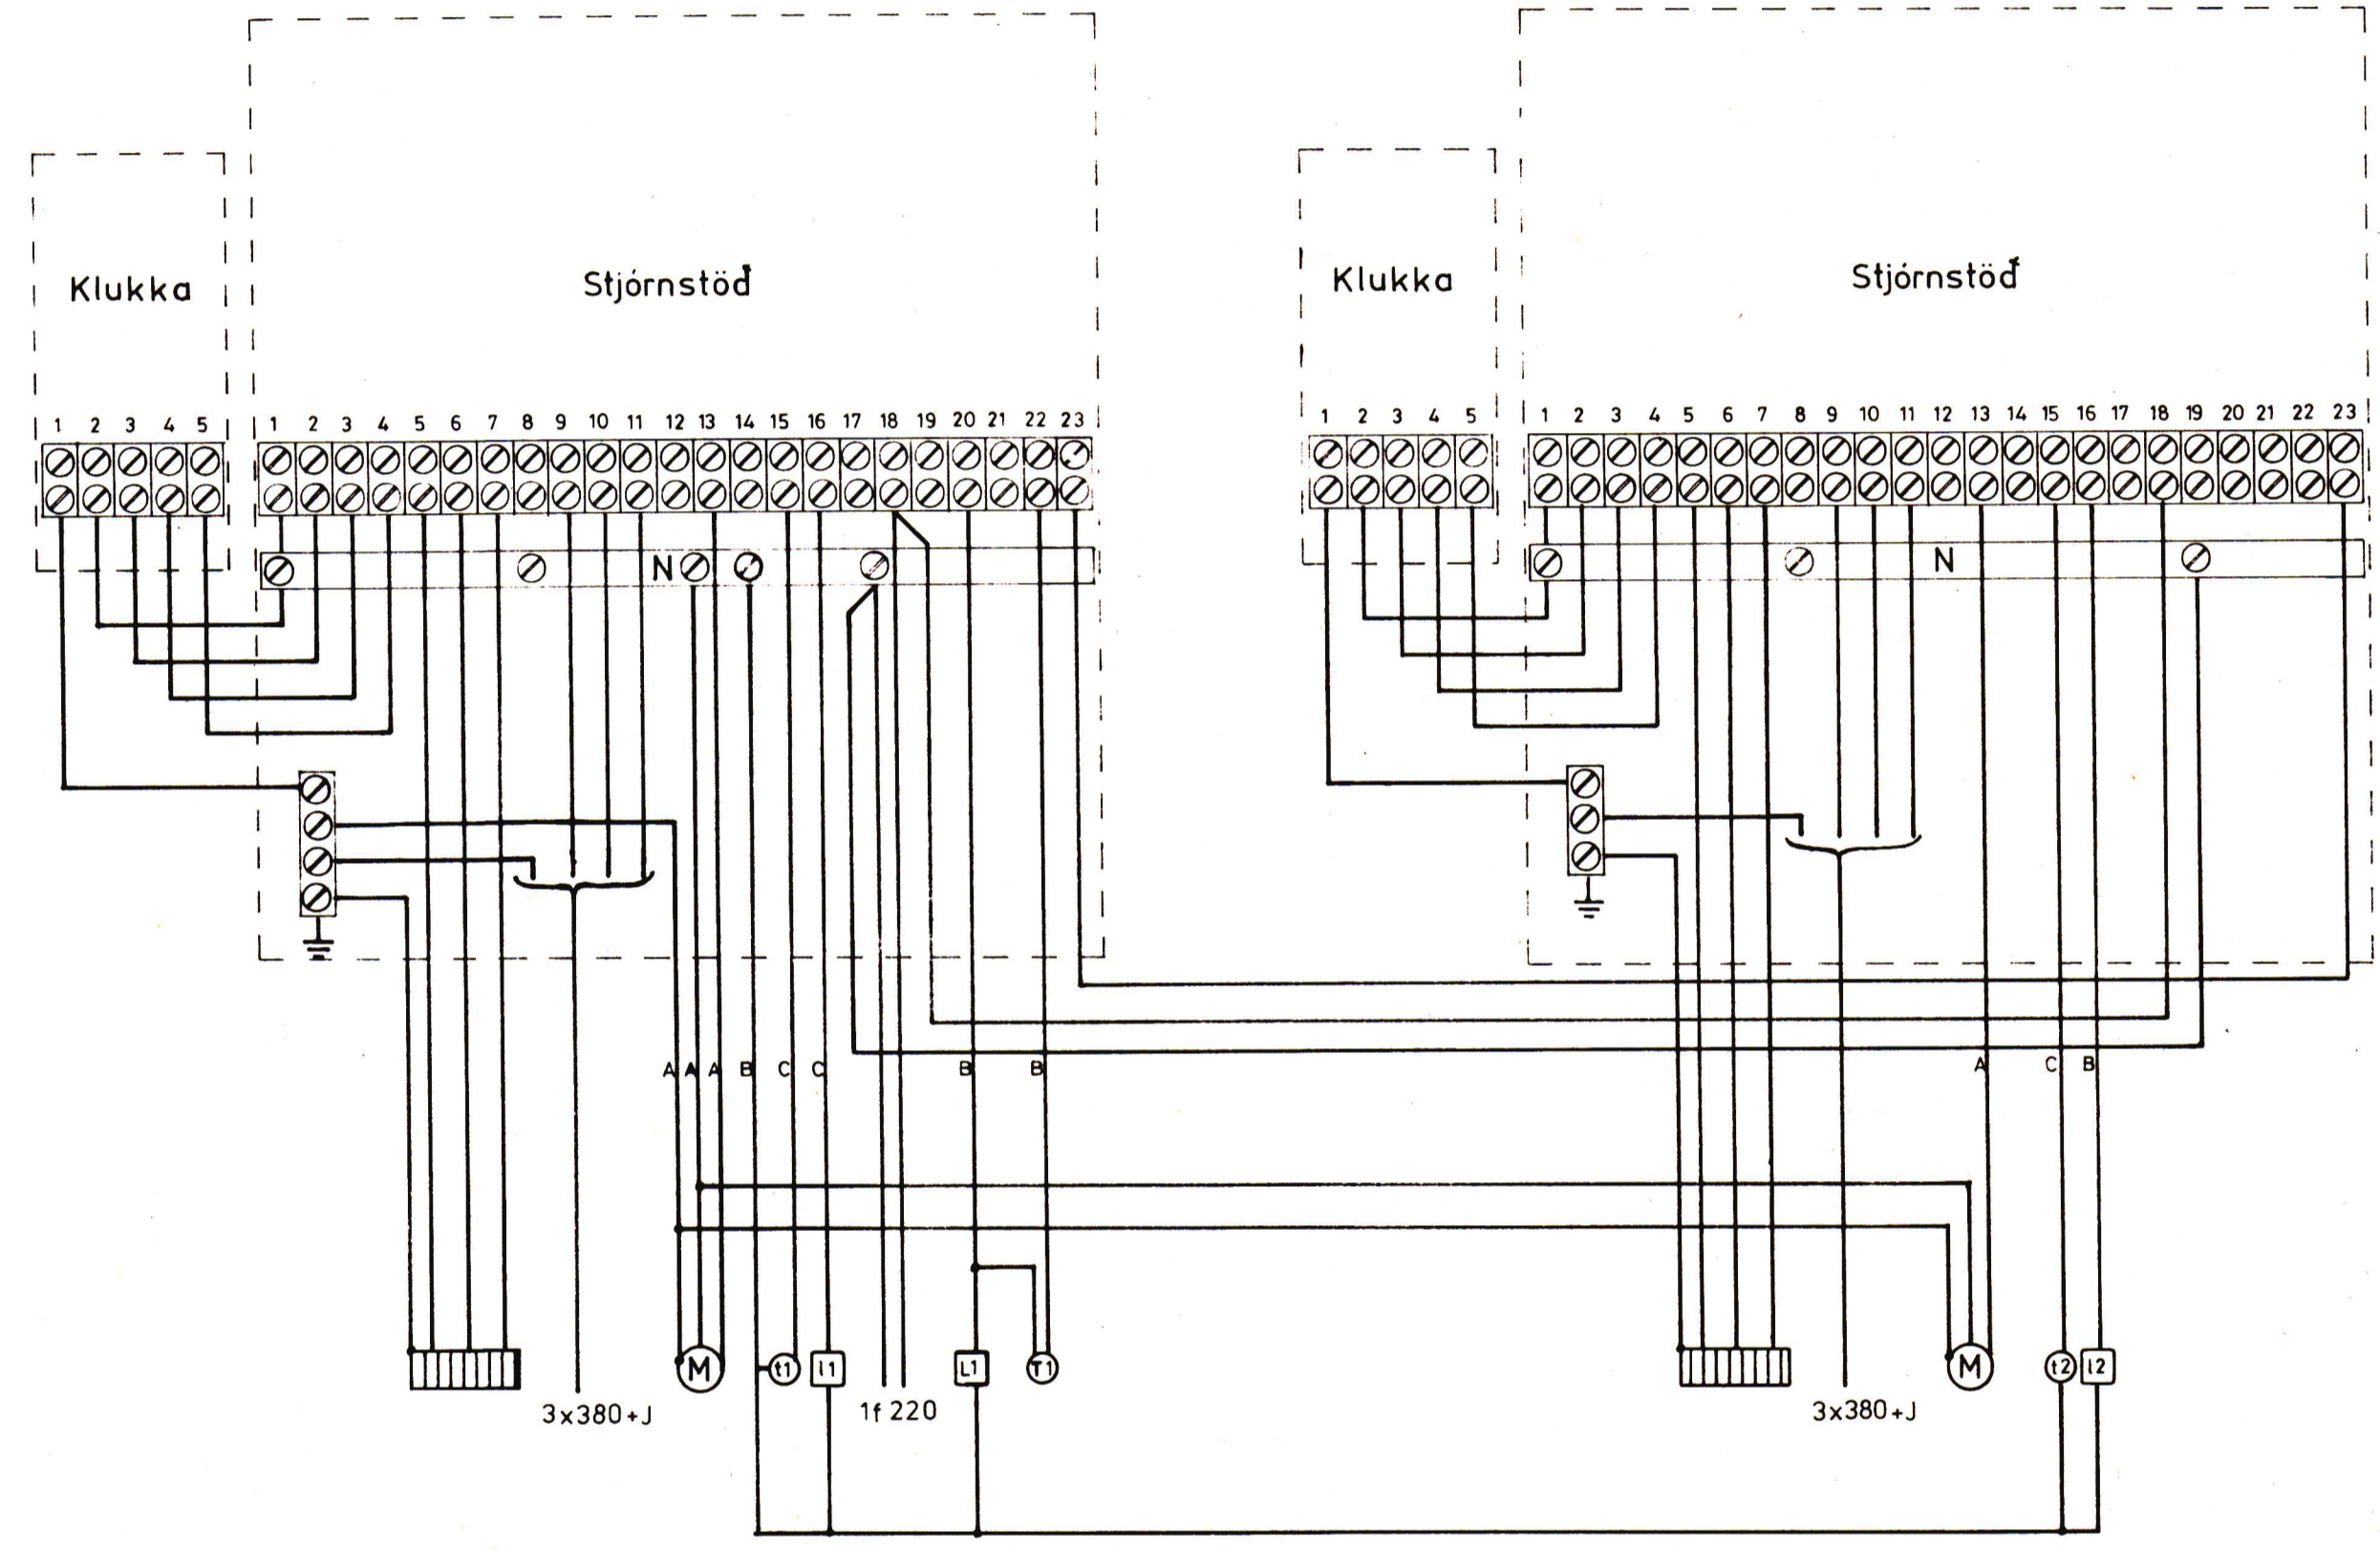 Klukka
Stjórnstöð
Klukka
Stjórnstöð
1 2 3 4 5
1 2 3 4 5 6 7 8 9 10 11 12 13 14 15 16 17 18 19 20 21 22 23
1 2 3 4 5
1 2 3 4 5 6 7 8 9 10 11 12 13 14 15 16 17 18 19 20 21 22 23
N
N
A A A B C C B B
A C B
M t1 l1 L1 T1
M t2 l2
3x380+J
1f 220
3x380+J